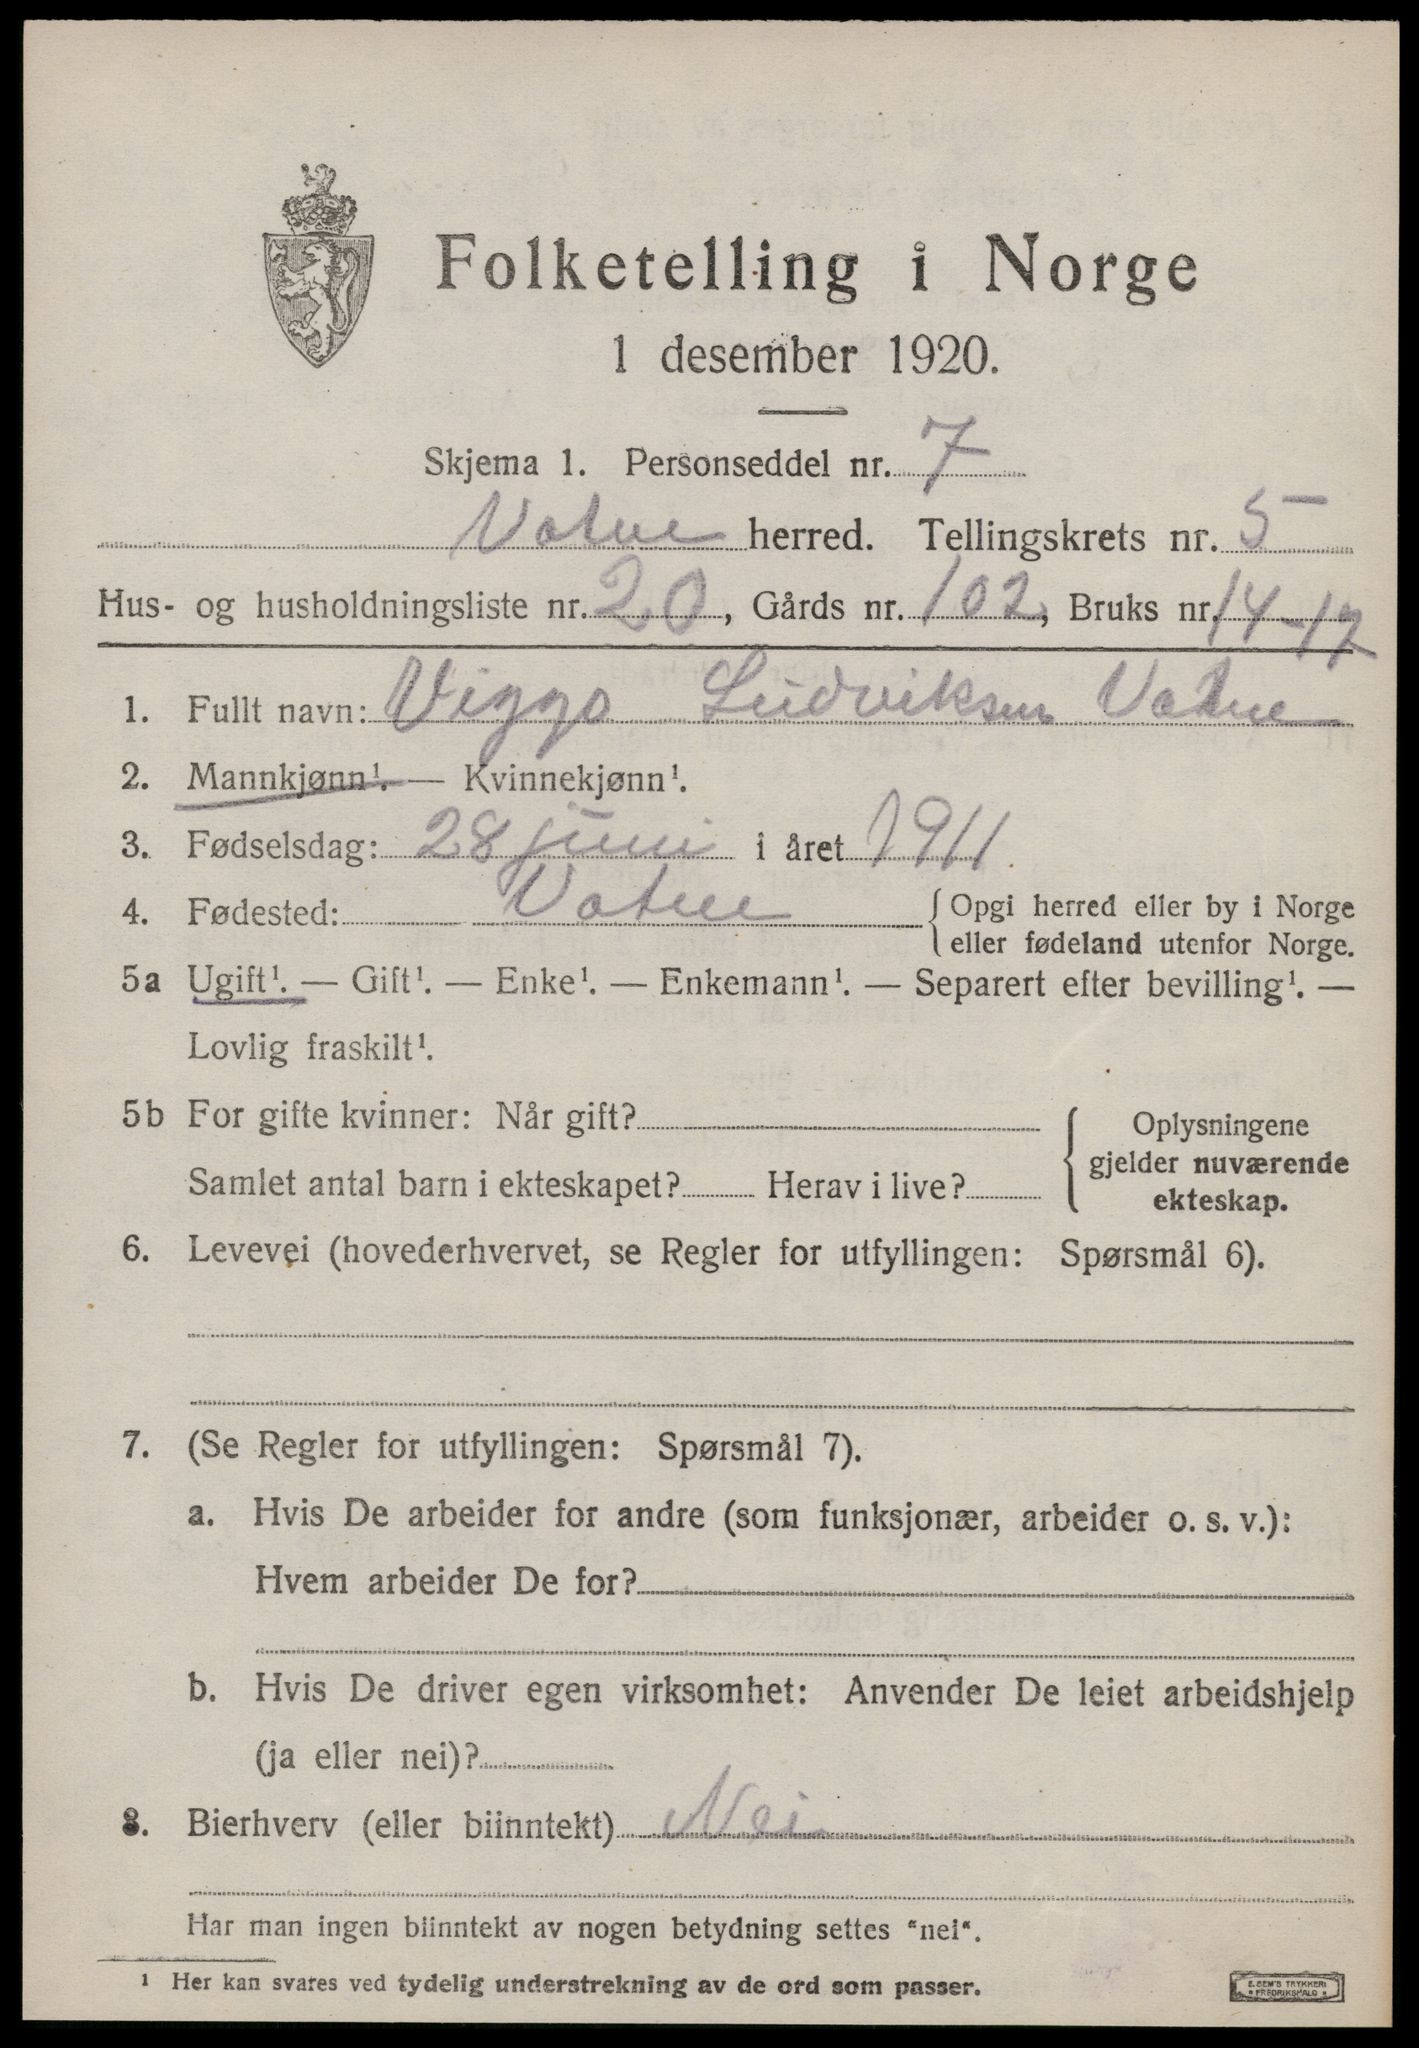 Folketelling i Norge
1 desember 1920.
Skjema 1. Personseddel nr. 7
Vatne herred. Tellingskrets nr. 5
Hus- og husholdningsliste nr. 20, Gårds nr. 102, Bruks nr. 14-17
1. Fullt navn: Viggo Ludviksen Vatne
2. Mannkjønn¹. — Kvinnekjønn¹.
3. Fødselsdag: 28 juni i året 1911
4. Fødested: Vatne { Opgi herred eller by i Norge
eller fødeland utenfor Norge.
5a Ugift¹. — Gift¹. — Enke¹. — Enkemann¹. — Separert efter bevilling¹. —
Lovlig fraskilt¹.
5b For gifte kvinner: Når gift? { Oplysningene
gjelder nuværende
Samlet antal barn i ekteskapet? Herav i live? ekteskap.
6. Levevei (hovederhvervet, se Regler for utfyllingen: Spørsmål 6).
7. (Se Regler for utfyllingen: Spørsmål 7).
a. Hvis De arbeider for andre (som funksjonær, arbeider o. s. v.):
Hvem arbeider De for?
b. Hvis De driver egen virksomhet: Anvender De leiet arbeidshjelp
(ja eller nei)?
8. Bierhverv (eller biinntekt) Nei
Har man ingen biinntekt av nogen betydning settes "nei".
¹ Her kan svares ved tydelig understrekning av de ord som passer.
E. SEM'S TRYKKERI
• FREDRIKSHALD •